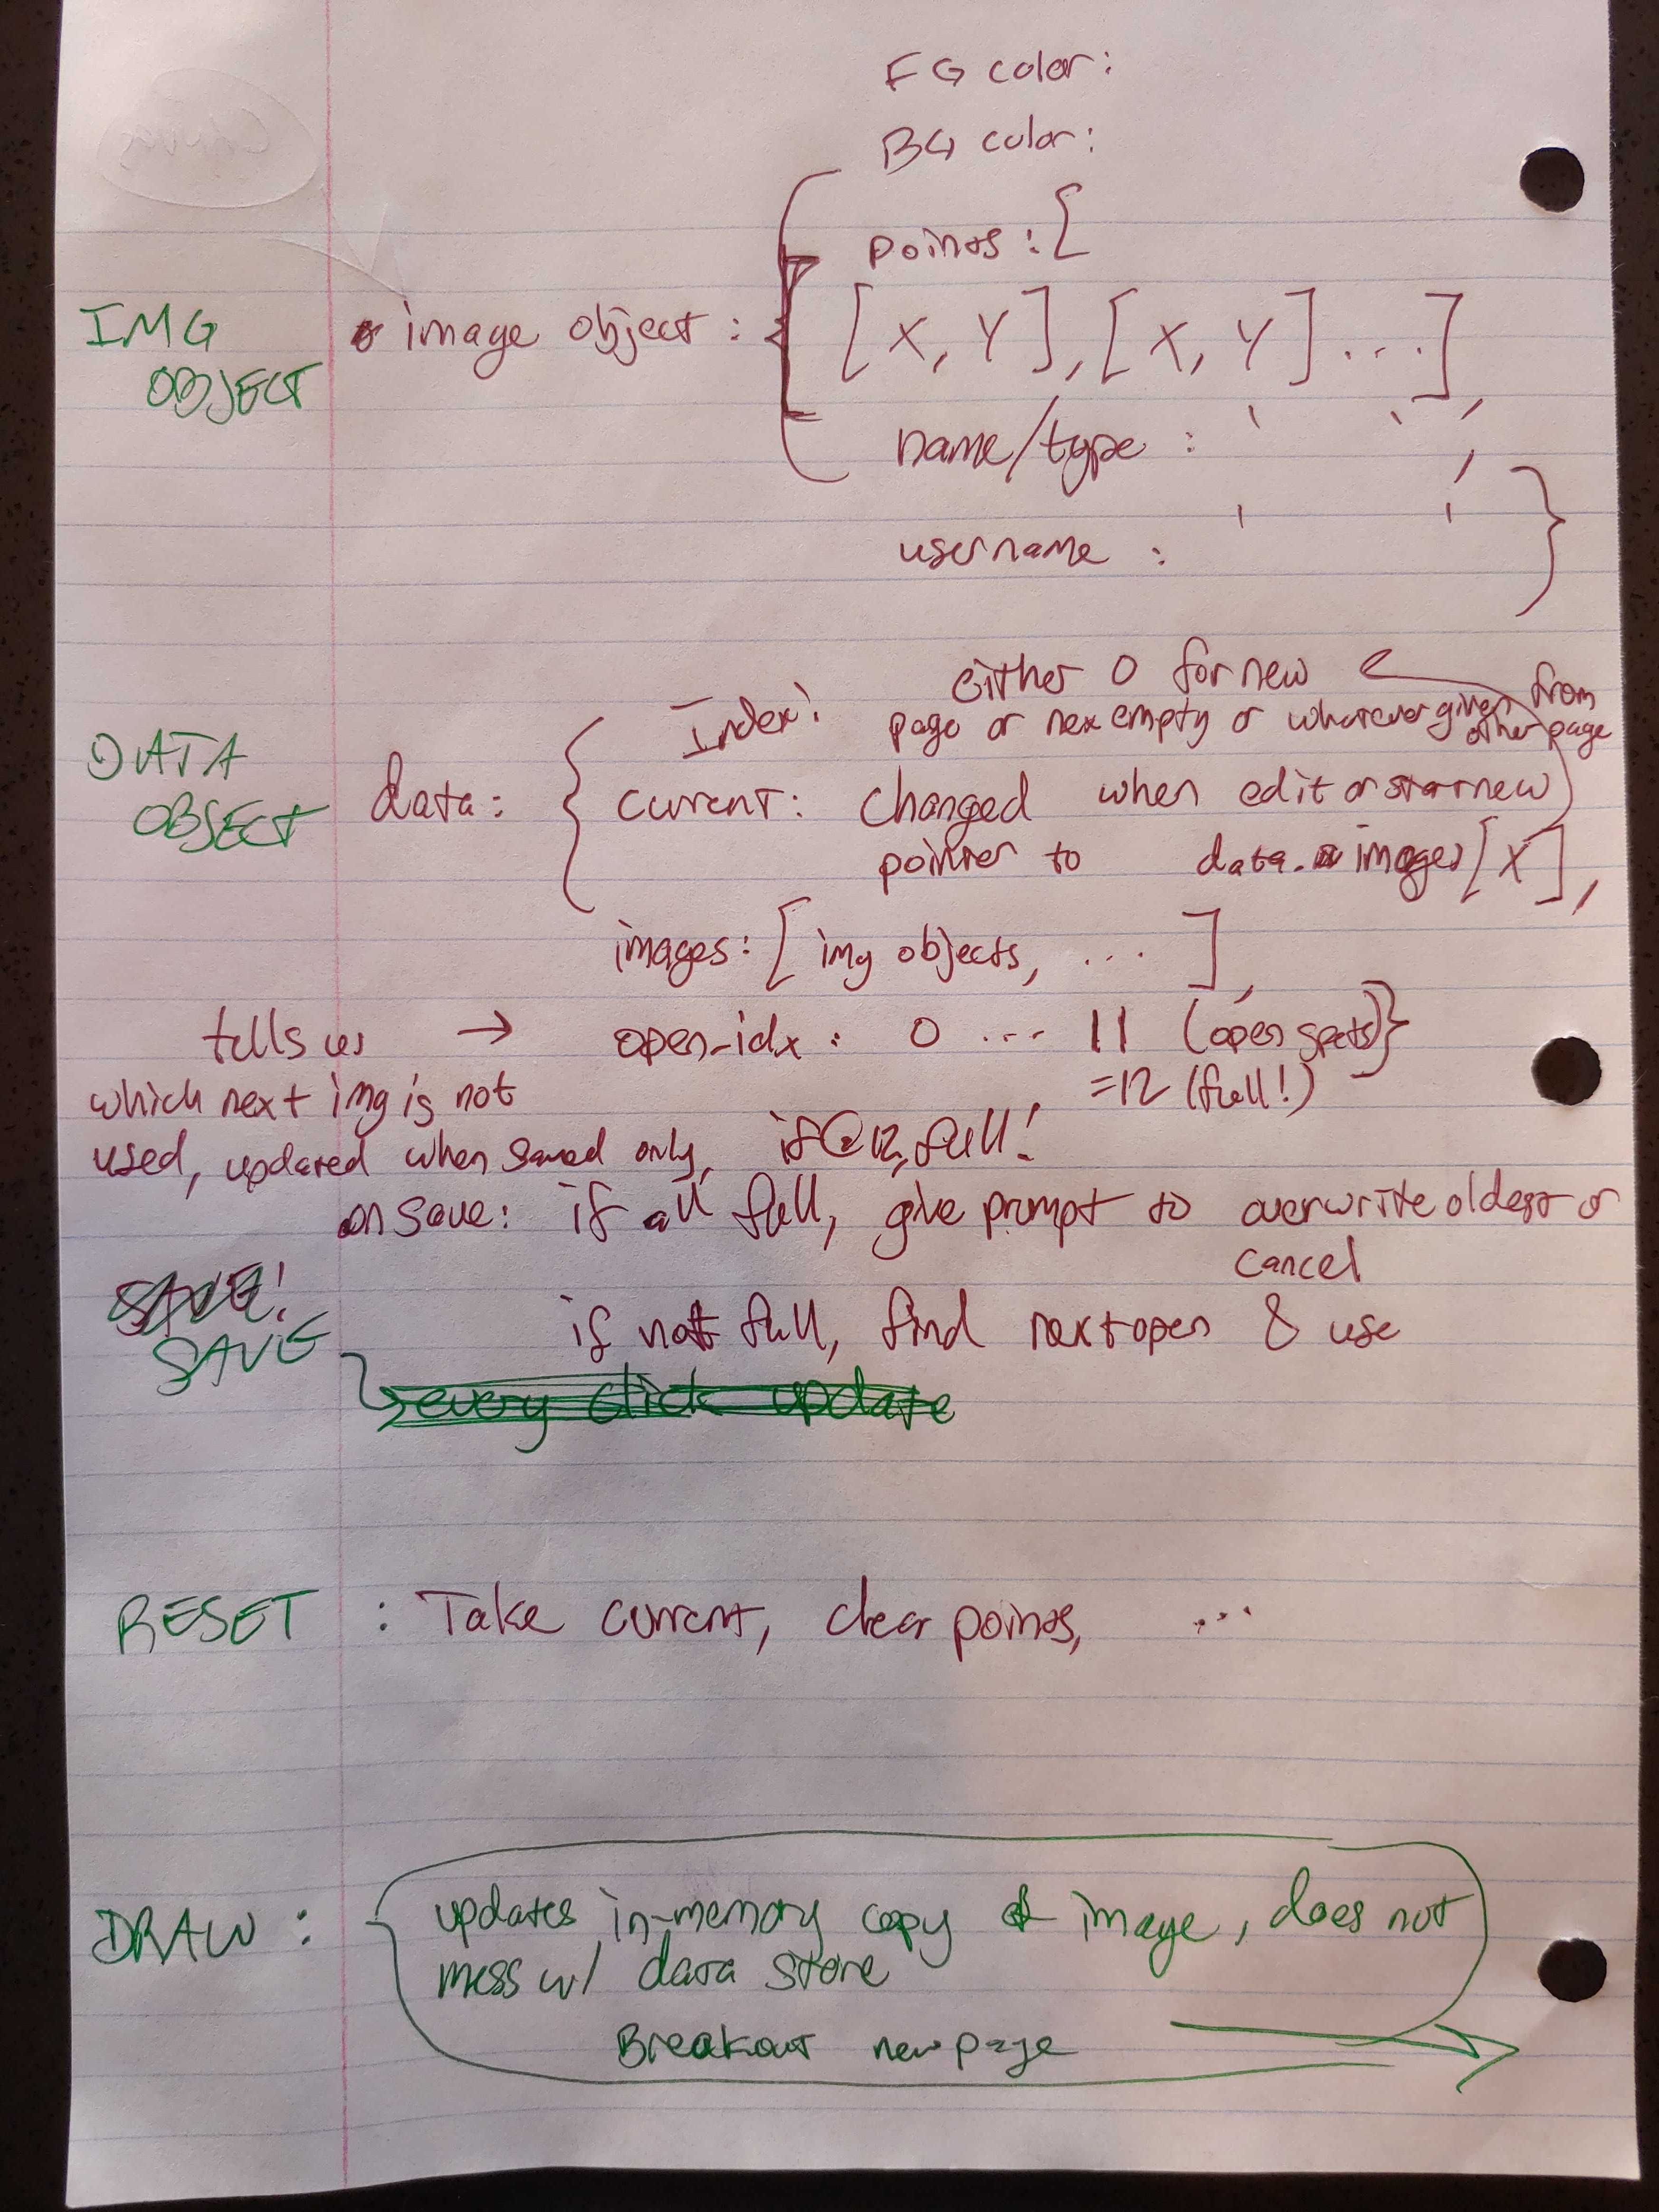 FG color:
BG color:
points : [
IMG OBJECT
image object : { [X, Y], [X, Y] ... ],
name/type : ` `,
username : ' ' }
DATA OBJECT
data: {
Index: either 0 for new
page or nex empty or whatever given from other page
current: changed when edit or star new
pointer to data.images[X],
images: [ img objects, ... ],
open-idx : 0 ... 11 (open spots) }
=12 (full!)
tells us →
which next img is not
used, updated when saved only, if @ 12, full!
on save: if all full, give prompt to overwrite oldest or
cancel
SAVE!
SAVE
if not full, find next open & use
every click update
RESET : Take current, clear points, ...
DRAW : updates in-memory copy of image, does not
mess w/ data store
Breakout new page